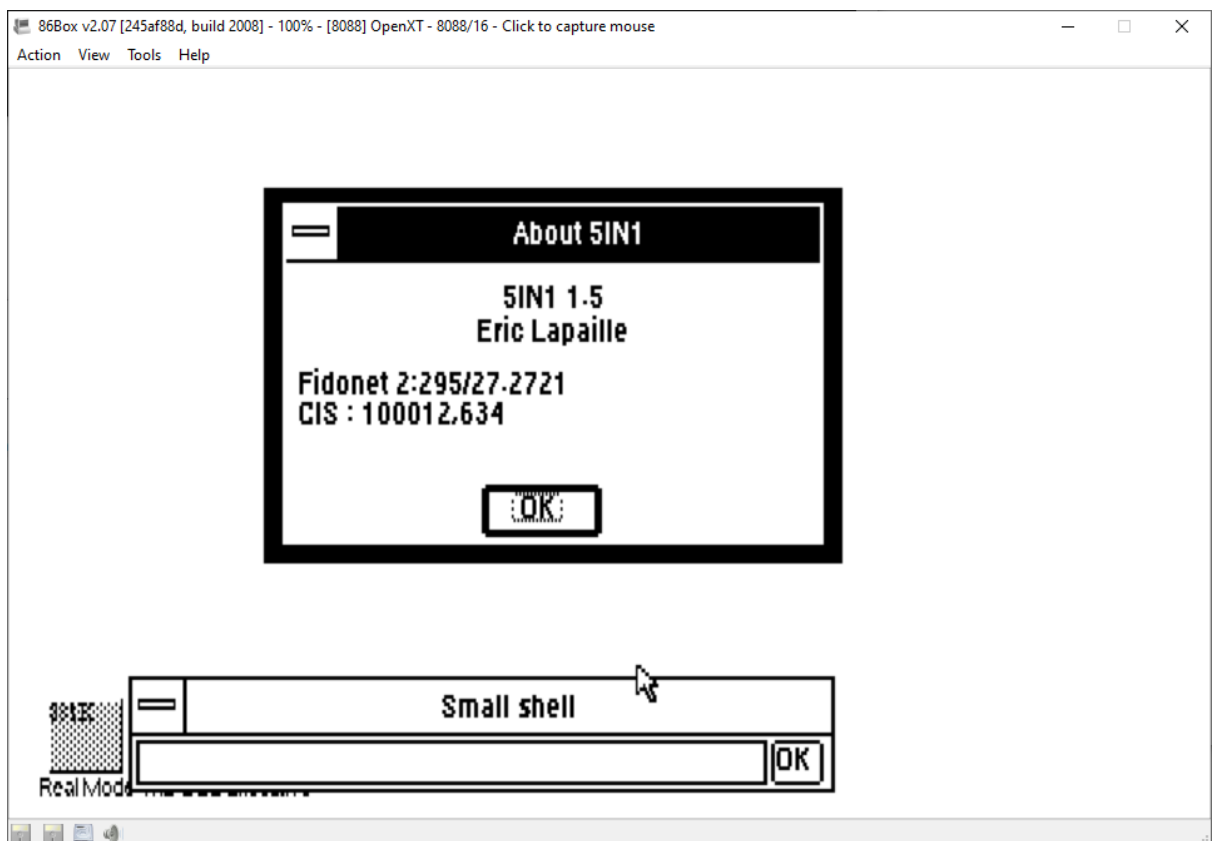 86Box v2.07 [245af88d, build 2008] - 100% - [8088] OpenXT - 8088/16 - Click to capture mouse
Action View Tools Help
About 5IN1
5IN1 1.5
Eric Lapaille
Fidonet 2:295/27.2721
CIS : 100012,634
OK
Small shell
OK
Real Mode